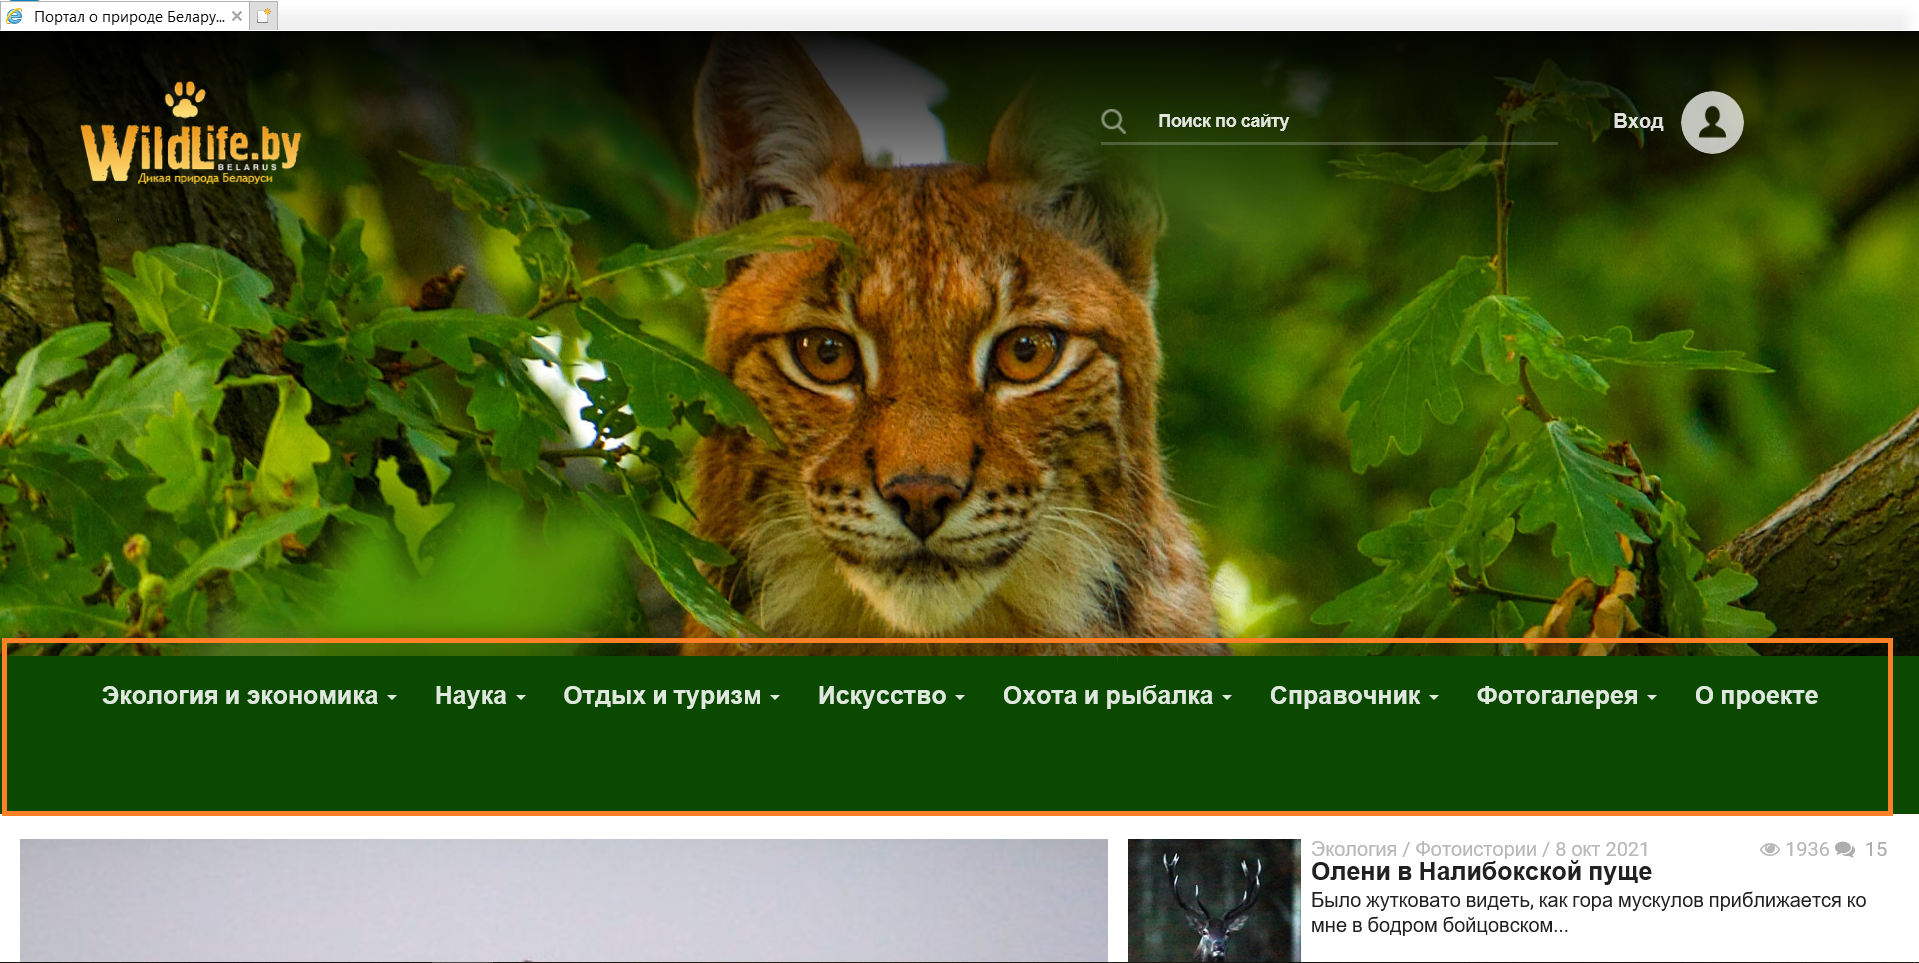 Портал о природе Белару...
WildLife.by
BELARUS
Дикая природа Беларуси
Поиск по сайту
Вход
Экология и экономика
Наука
Отдых и туризм
Искусство
Охота и рыбалка
Справочник
Фотогалерея
О проекте
Экология / Фотоистории / 8 окт 2021
1936
15
Олени в Налибокской пуще
Было жутковато видеть, как гора мускулов приближается ко
мне в бодром бойцовском...